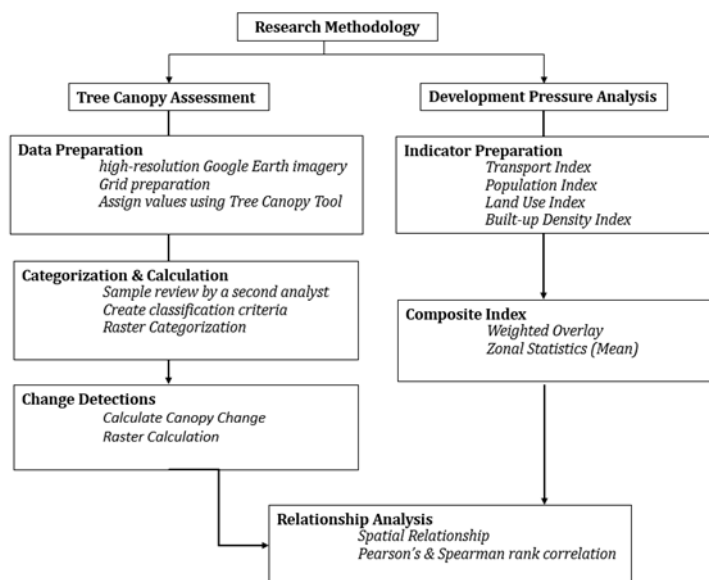 Research Methodology
Tree Canopy Assessment
Data Preparation
high-resolution Google Earth imagery
Grid preparation
Assign values using Tree Canopy Tool
Categorization & Calculation
Sample review by a second analyst
Create classification criteria
Raster Categorization
Change Detections
Calculate Canopy Change
Raster Calculation
Development Pressure Analysis
Indicator Preparation
Transport Index
Population Index
Land Use Index
Built-up Density Index
Composite Index
Weighted Overlay
Zonal Statistics (Mean)
Relationship Analysis
Spatial Relationship
Pearson's & Spearman rank correlation